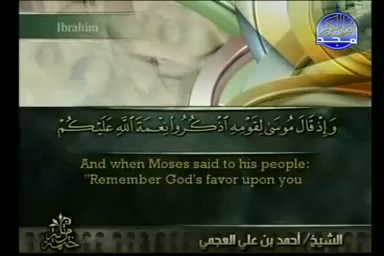 Ibrahim
المجد
وَإِذْ قَالَ مُوسَىٰ لِقَوْمِهِ اذْكُرُوا نِعْمَةَ اللَّهِ عَلَيْكُمْ
And when Moses said to his people:
"Remember God's favor upon you
الشيخ/ أحمد بن علي العجمي